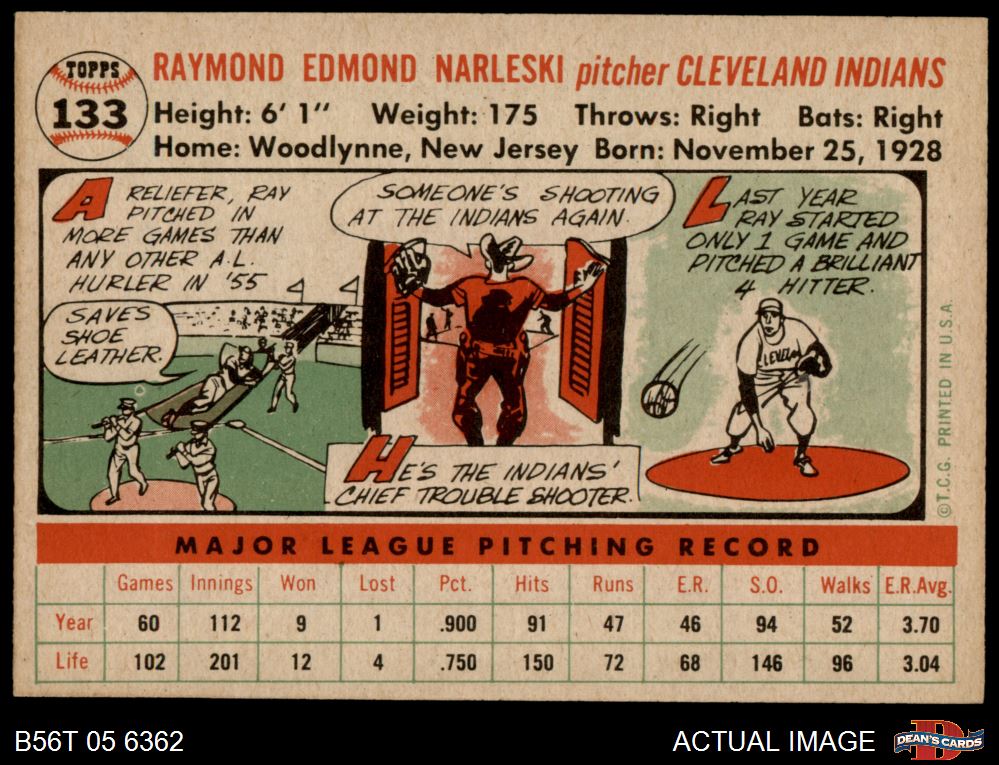 TOPPS
133
RAYMOND EDMOND NARLESKI pitcher CLEVELAND INDIANS
Height: 6' 1" Weight: 175 Throws: Right Bats: Right
Home: Woodlynne, New Jersey Born: November 25, 1928
A RELIEFER, RAY
PITCHED IN
MORE GAMES THAN
ANY OTHER A.L.
HURLER IN '55
SAVES
SHOE
LEATHER.
SOMEONE'S SHOOTING
AT THE INDIANS AGAIN.
HE'S THE INDIANS'
CHIEF TROUBLE SHOOTER.
LAST YEAR
RAY STARTED
ONLY 1 GAME AND
PITCHED A BRILLIANT
4 HITTER.
CLEVELAND
©T.C.G. PRINTED IN U.S.A.
MAJOR LEAGUE PITCHING RECORD
Games Innings Won Lost Pct. Hits Runs E.R. S.O. Walks E.R.Avg.
Year 60 112 9 1 .900 91 47 46 94 52 3.70
Life 102 201 12 4 .750 150 72 68 146 96 3.04
B56T 05 6362
ACTUAL IMAGE
DEAN'S CARDS